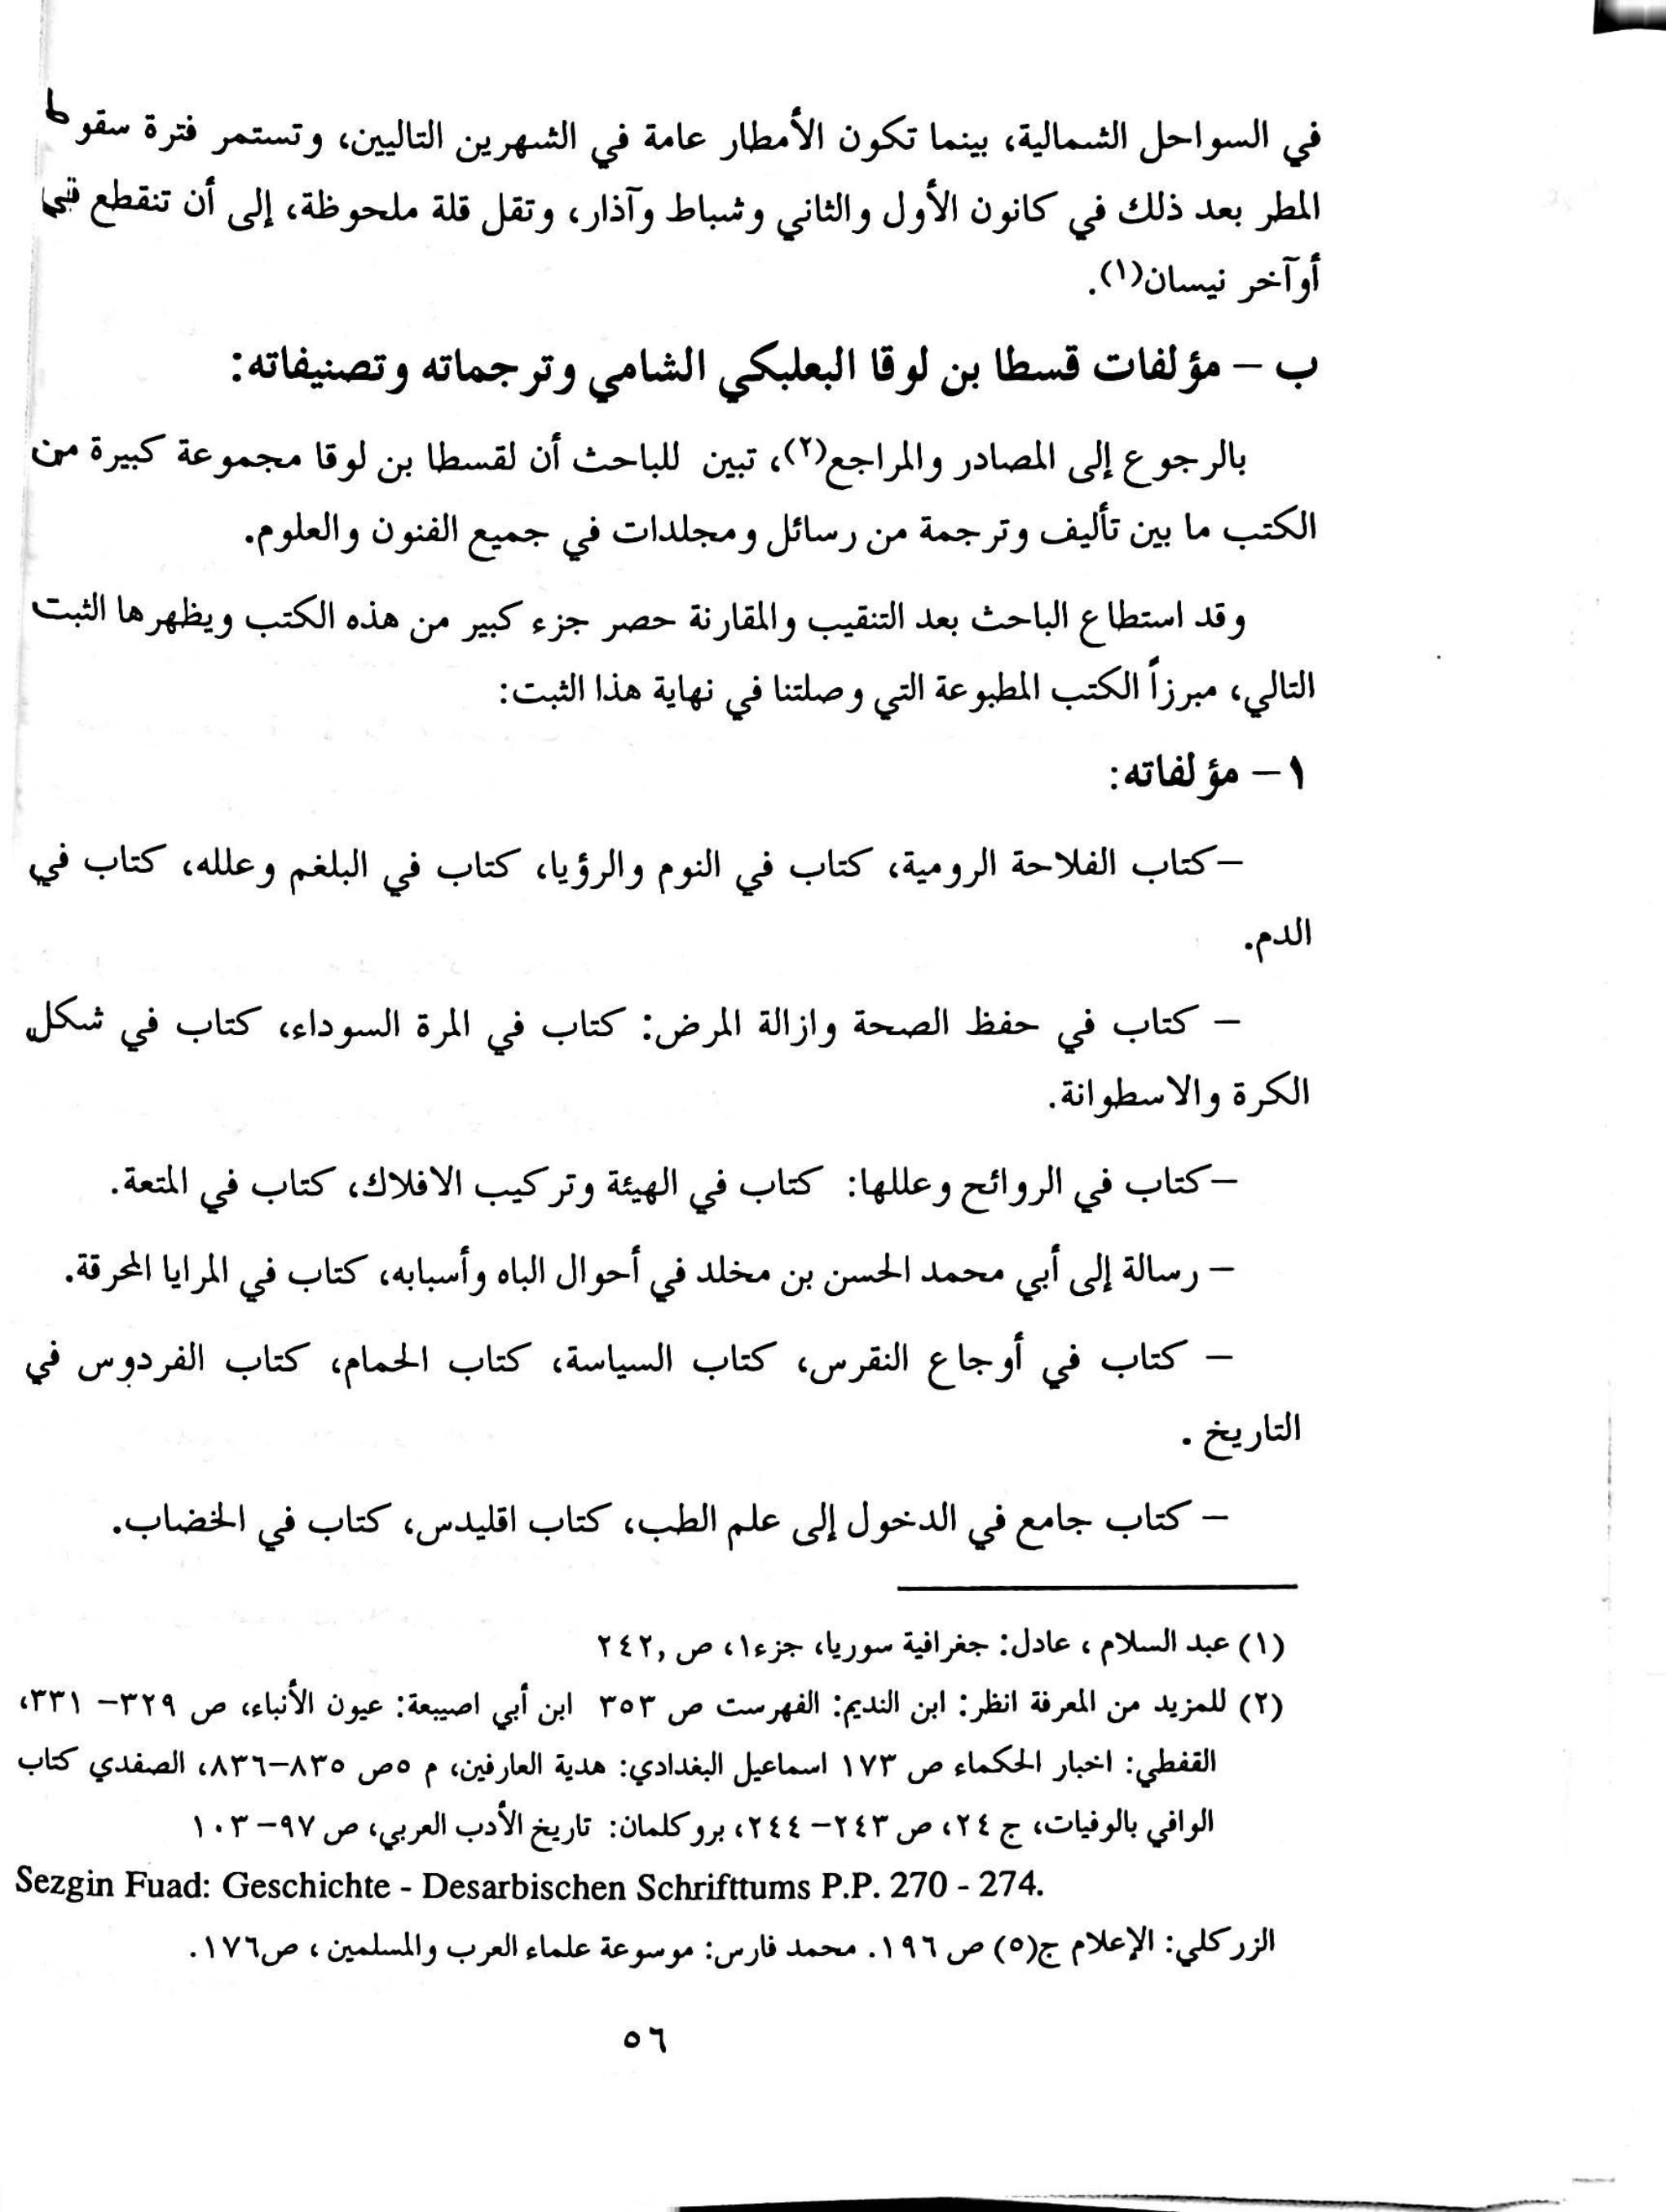 في السواحل الشمالية، بينما تكون الأمطار عامة في الشهرين التاليين، وتستمر فترة سقوط
المطر بعد ذلك في كانون الأول والثاني وشباط وآذار، وتقل قلة ملحوظة، إلى أن تنقطع في
أوآخر نيسان(١).
ب – مؤلفات قسطا بن لوقا البعلبكي الشامي وترجماته وتصنيفاته:
بالرجوع إلى المصادر والمراجع(٢)، تبين للباحث أن لقسطا بن لوقا مجموعة كبيرة من
الكتب ما بين تأليف وترجمة من رسائل ومجلدات في جميع الفنون والعلوم.
وقد استطاع الباحث بعد التنقيب والمقارنة حصر جزء كبير من هذه الكتب ويظهرها الثبت
التالي، مبرزاً الكتب المطبوعة التي وصلتنا في نهاية هذا الثبت:
١ – مؤلفاته:
– كتاب الفلاحة الرومية، كتاب في النوم والرؤيا، كتاب في البلغم وعلله، كتاب في
الدم.
– كتاب في حفظ الصحة وازالة المرض: كتاب في المرة السوداء، كتاب في شكل
الكرة والاسطوانة.
– كتاب في الروائح وعللها: كتاب في الهيئة وتركيب الافلاك، كتاب في المتعة.
– رسالة إلى أبي محمد الحسن بن مخلد في أحوال الباه وأسبابه، كتاب في المرايا المحرقة.
– كتاب في أوجاع النقرس، كتاب السياسة، كتاب الحمام، كتاب الفردوس في
التاريخ .
– كتاب جامع في الدخول إلى علم الطب، كتاب اقليدس، كتاب في الخضاب.
(١) عبد السلام ، عادل: جغرافية سوريا، جزء١، ص ,٢٤٢
(٢) للمزيد من المعرفة انظر: ابن النديم: الفهرست ص ٣٥٣ ابن أبي اصيبعة: عيون الأنباء، ص ٣٢٩– ٣٣١،
القفطي: اخبار الحكماء ص ١٧٣ اسماعيل البغدادي: هدية العارفين، م ٥ص ٨٣٥–٨٣٦، الصفدي كتاب
الوافي بالوفيات، ج ٢٤، ص ٢٤٣– ٢٤٤، بروكلمان: تاريخ الأدب العربي، ص ٩٧– ١٠٣
Sezgin Fuad: Geschichte - Desarbischen Schrifttums P.P. 270 - 274.
الزركلي: الإعلام ج(٥) ص ١٩٦. محمد فارس: موسوعة علماء العرب والمسلمين ، ص١٧٦.
٥٦